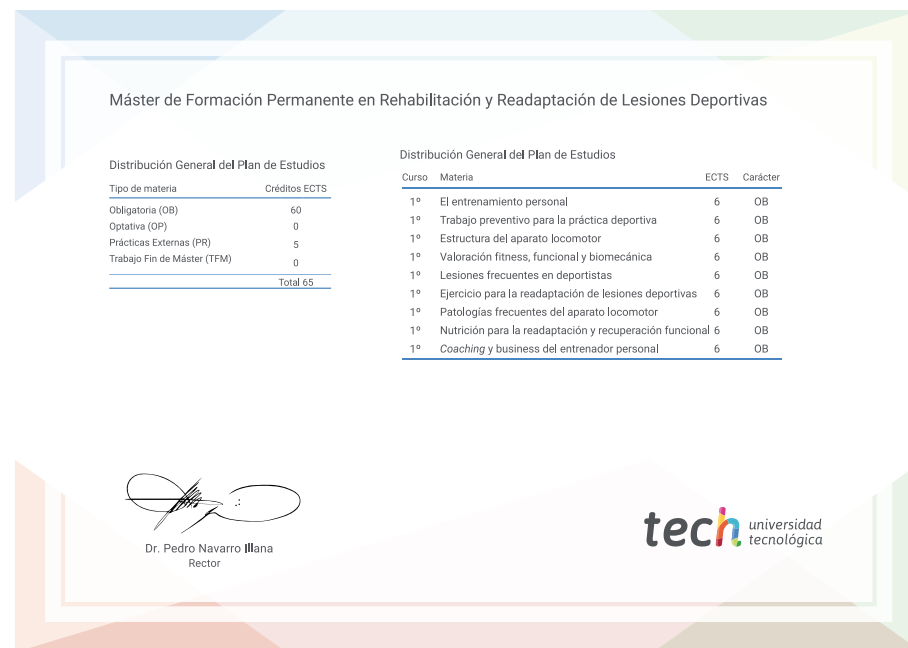 Máster de Formación Permanente en Rehabilitación y Readaptación de Lesiones Deportivas
Distribución General del Plan de Estudios
Tipo de materia Créditos ECTS
Obligatoria (OB) 60
Optativa (OP) 0
Prácticas Externas (PR) 5
Trabajo Fin de Máster (TFM) 0
Total 65
Distribución General del Plan de Estudios
Curso Materia ECTS Carácter
1º El entrenamiento personal 6 OB
1º Trabajo preventivo para la práctica deportiva 6 OB
1º Estructura del aparato locomotor 6 OB
1º Valoración fitness, funcional y biomecánica 6 OB
1º Lesiones frecuentes en deportistas 6 OB
1º Ejercicio para la readaptación de lesiones deportivas 6 OB
1º Patologías frecuentes del aparato locomotor 6 OB
1º Nutrición para la readaptación y recuperación funcional 6 OB
1º Coaching y business del entrenador personal 6 OB
Dr. Pedro Navarro Illana
Rector
tech universidad
tecnológica